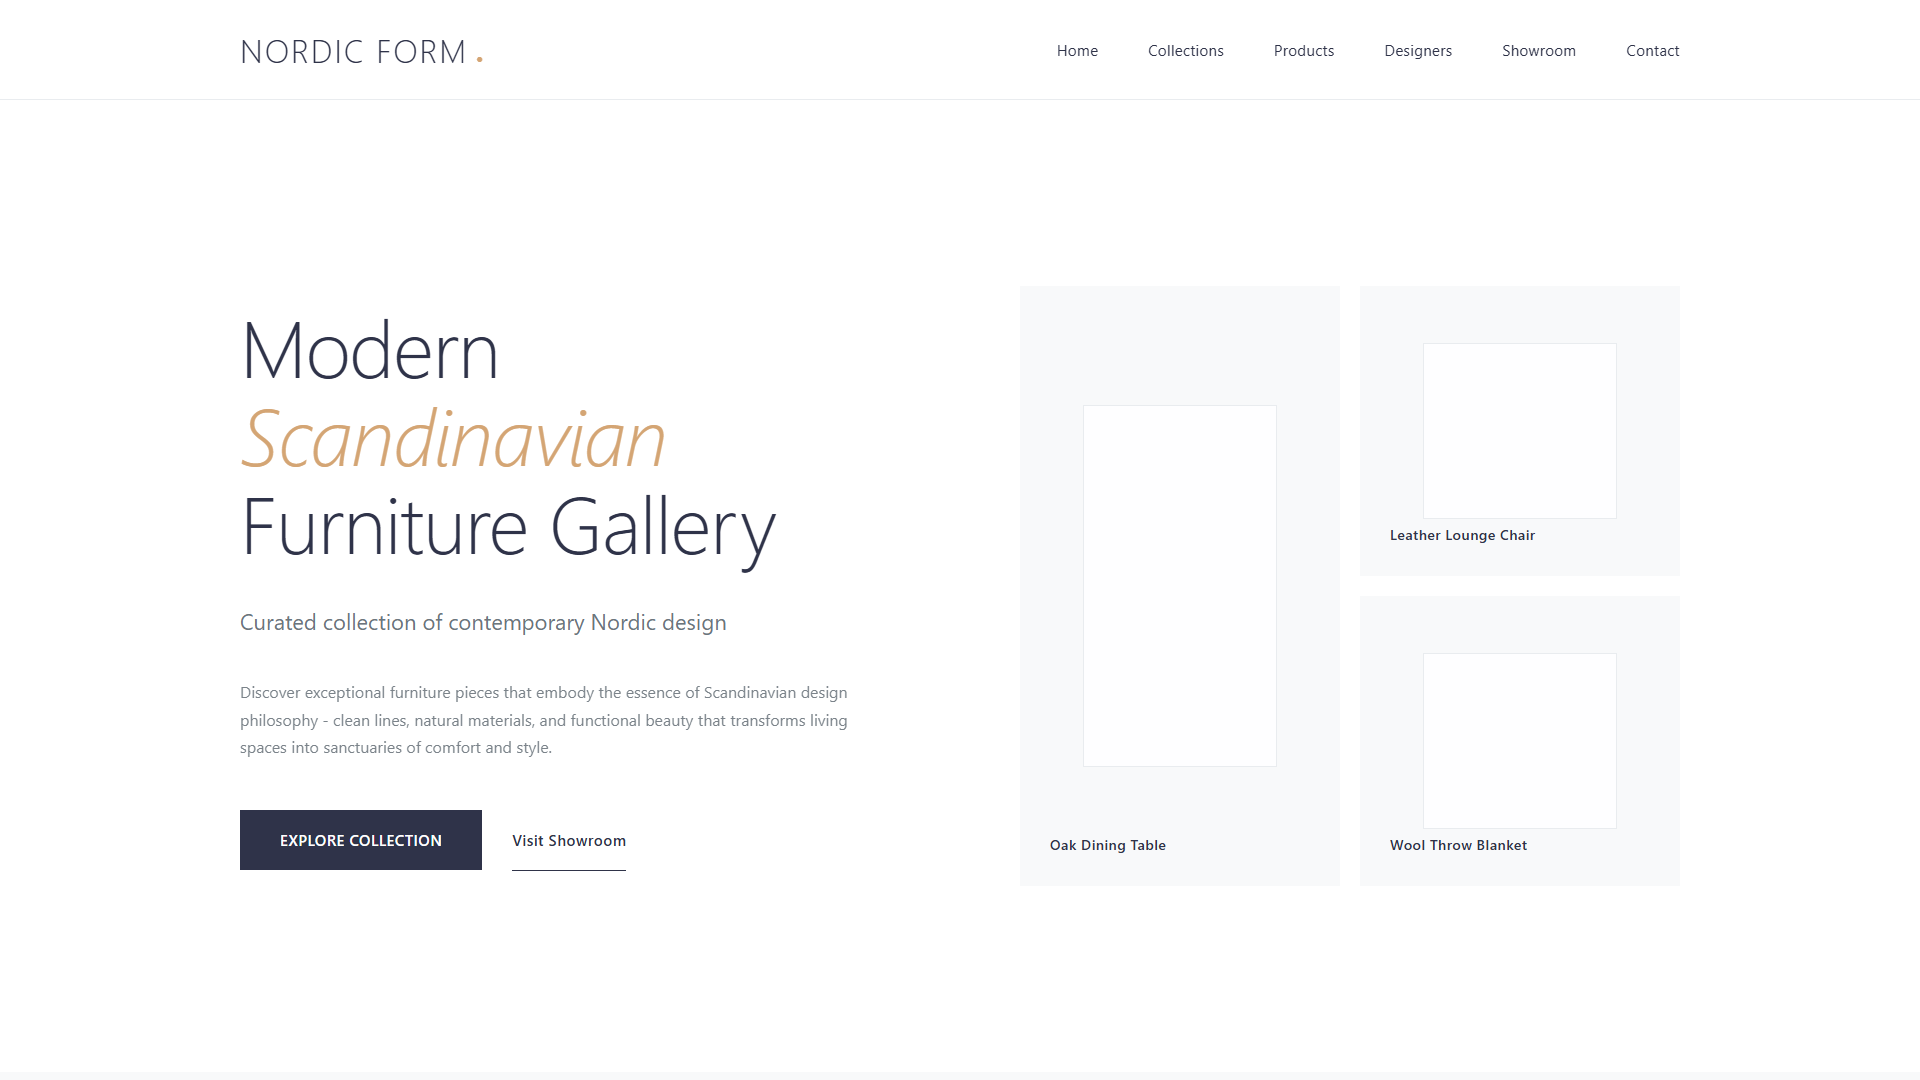 NORDIC FORM .
Home
Collections
Products
Designers
Showroom
Contact
Modern
Scandinavian
Furniture Gallery
Curated collection of contemporary Nordic design
Discover exceptional furniture pieces that embody the essence of Scandinavian design
philosophy - clean lines, natural materials, and functional beauty that transforms living
spaces into sanctuaries of comfort and style.
EXPLORE COLLECTION
Visit Showroom
Oak Dining Table
Leather Lounge Chair
Wool Throw Blanket